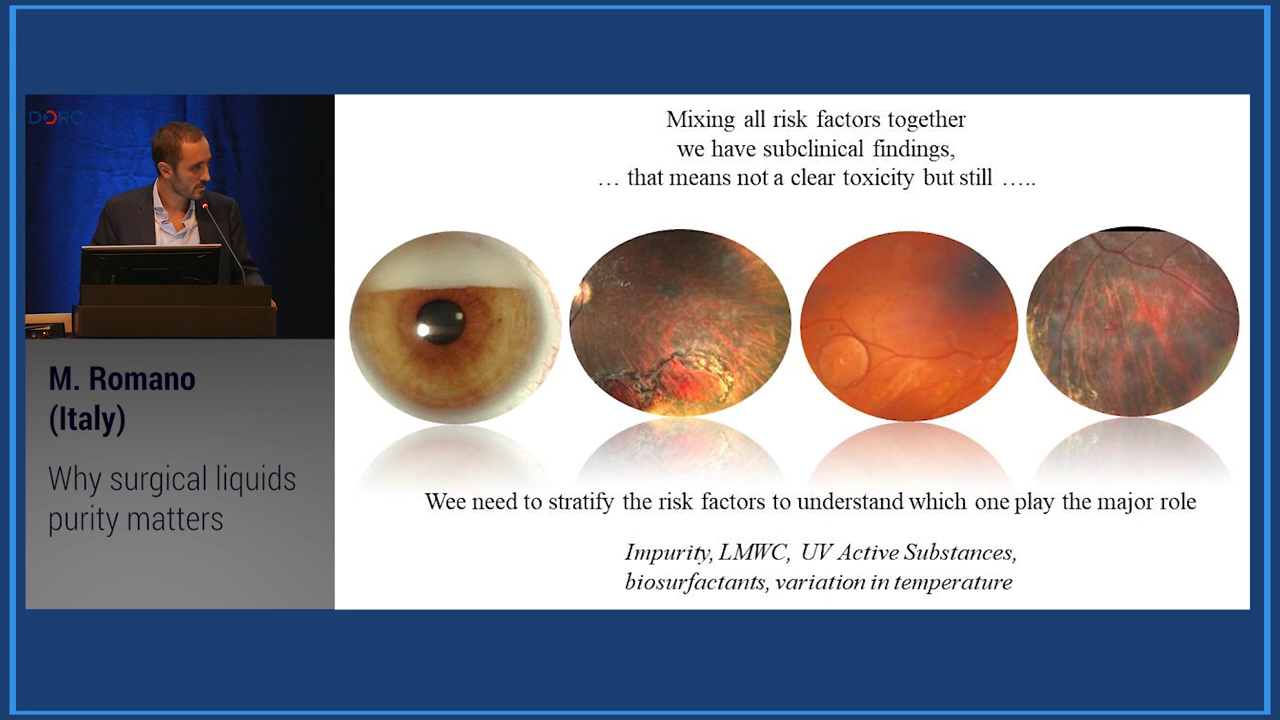 DORC
M. Romano
(Italy)
Why surgical liquids
purity matters
Mixing all risk factors together
we have subclinical findings,
… that means not a clear toxicity but still …..
Wee need to stratify the risk factors to understand which one play the major role
Impurity, LMWC, UV Active Substances,
biosurfactants, variation in temperature